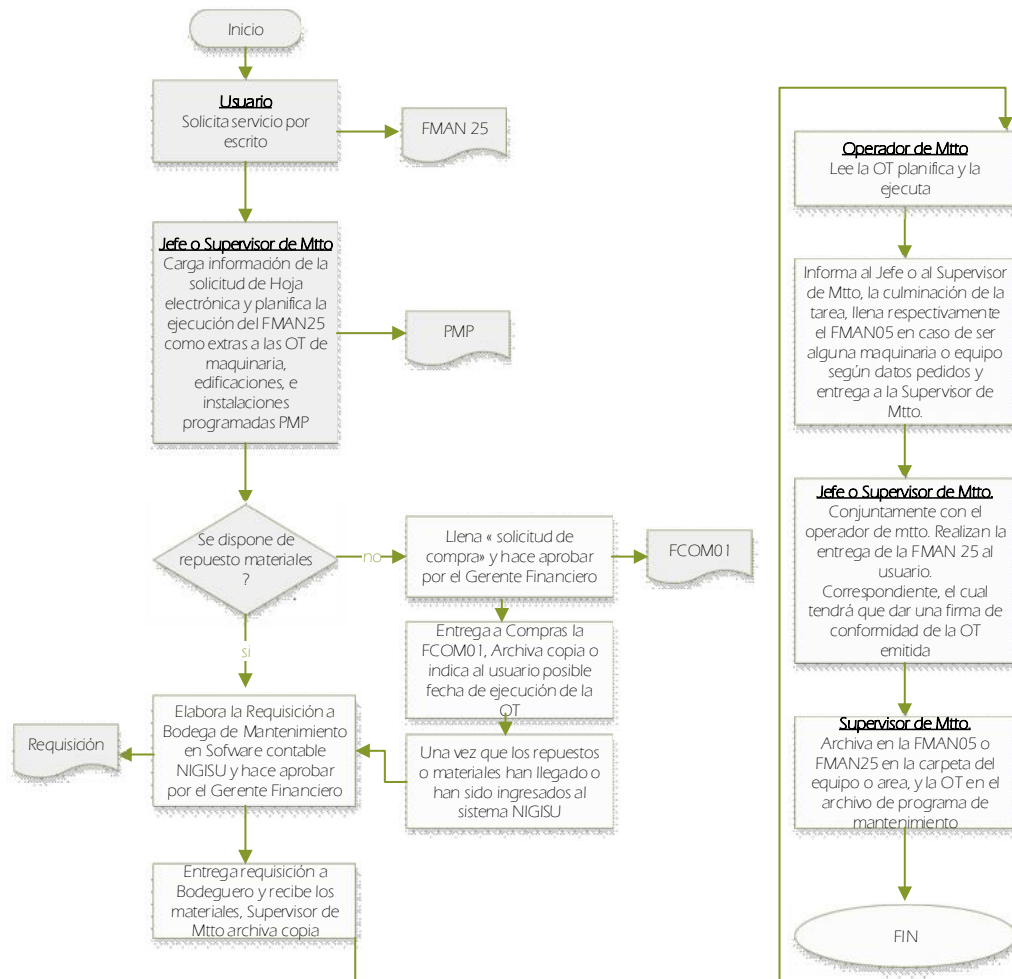 Inicio
Usuario
Solicita servicio por
escrito
FMAN 25
Jefe o Supervisor de Mtto
Carga información de la
solicitud de Hoja
electrónica y planifica la
ejecución del FMAN25
como extras a las OT de
maquinaria,
edificaciones, e
instalaciones
programadas PMP
PMP
Se dispone de
repuesto materiales
?
no
Llena « solicitud de
compra» y hace aprobar
por el Gerente Financiero
FCOM01
Entrega a Compras la
FCOM01, Archiva copia o
indica al usuario posible
fecha de ejecución de la
OT
Una vez que los repuestos
o materiales han llegado o
han sido ingresados al
sistema NIGISU
si
Elabora la Requisición a
Bodega de Mantenimiento
en Sofware contable
NIGISU y hace aprobar
por el Gerente Financiero
Requisición
Entrega requisición a
Bodeguero y recibe los
materiales, Supervisor de
Mtto archiva copia
Operador de Mtto
Lee la OT planifica y la
ejecuta
Informa al Jefe o al Supervisor
de Mtto, la culminación de la
tarea, llena respectivamente
el FMAN05 en caso de ser
alguna maquinaria o equipo
según datos pedidos y
entrega a la Supervisor de
Mtto.
Jefe o Supervisor de Mtto.
Conjuntamente con el
operador de mtto. Realizan la
entrega de la FMAN 25 al
usuario.
Correspondiente, el cual
tendrá que dar una firma de
conformidad de la OT
emitida
Supervisor de Mtto.
Archiva en la FMAN05 o
FMAN25 en la carpeta del
equipo o area, y la OT en el
archivo de programa de
mantenimiento
FIN